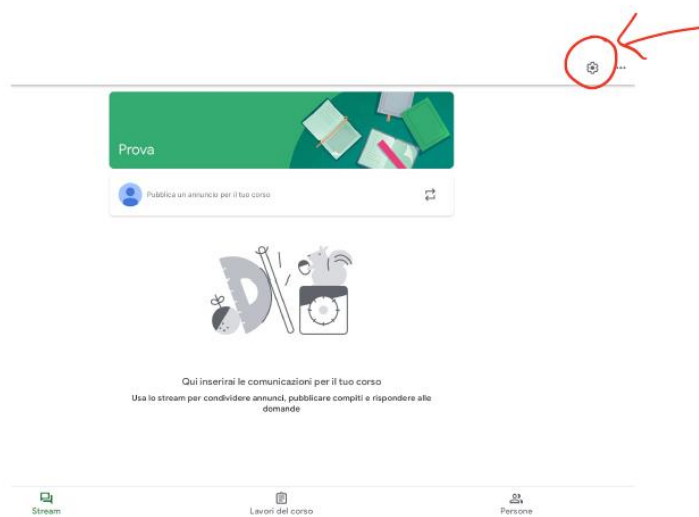 Prova
Pubblica un annuncio per il tuo corso
Qui inserirai le comunicazioni per il tuo corso
Usa lo stream per condividere annunci, pubblicare compiti e rispondere alle
domande
Stream
Lavori del corso
Persone